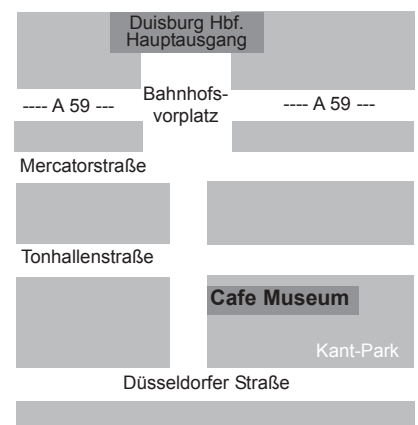 Duisburg Hbf.
Hauptausgang
---- A 59 ---
Bahnhofs-
vorplatz
---- A 59 ---
Mercatorstraße
Tonhallenstraße
Cafe Museum
Kant-Park
Düsseldorfer Straße